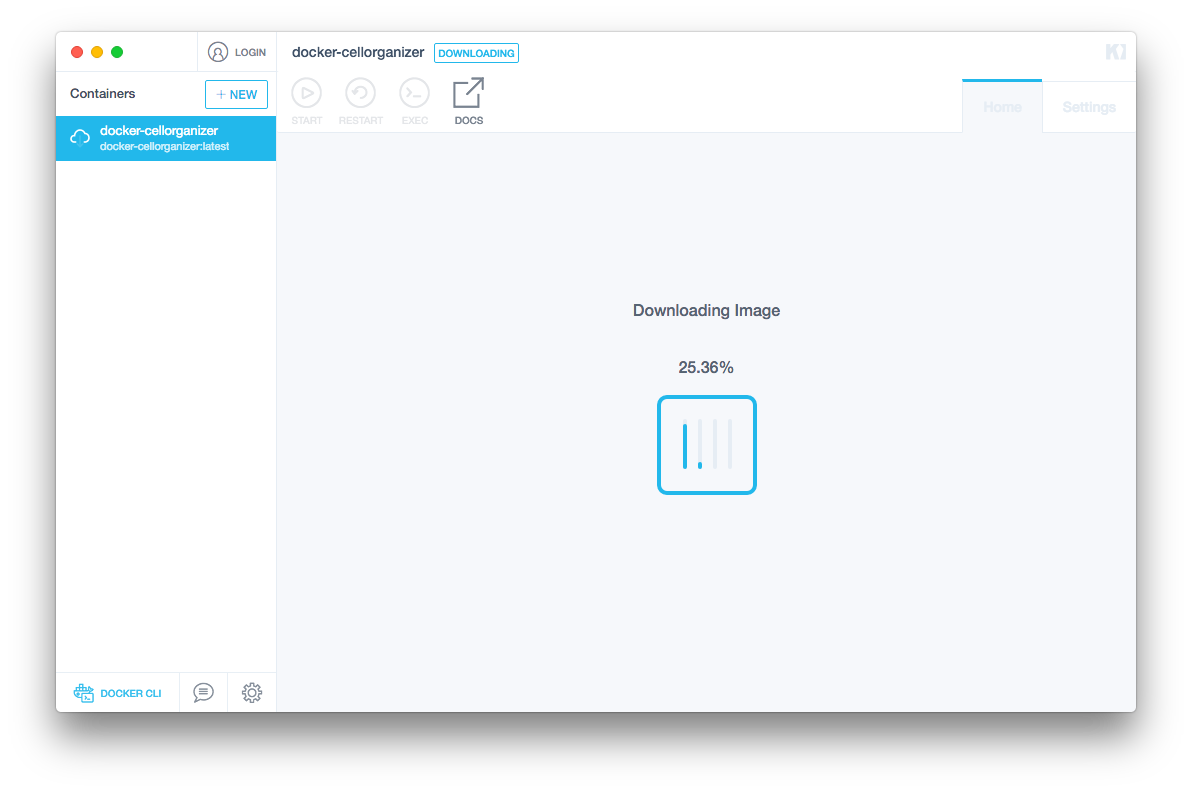 LOGIN
docker-cellorganizer DOWNLOADING
Containers
+ NEW
START RESTART EXEC DOCS
Home Settings
docker-cellorganizer
docker-cellorganizer:latest
Downloading Image
25.36%
DOCKER CLI